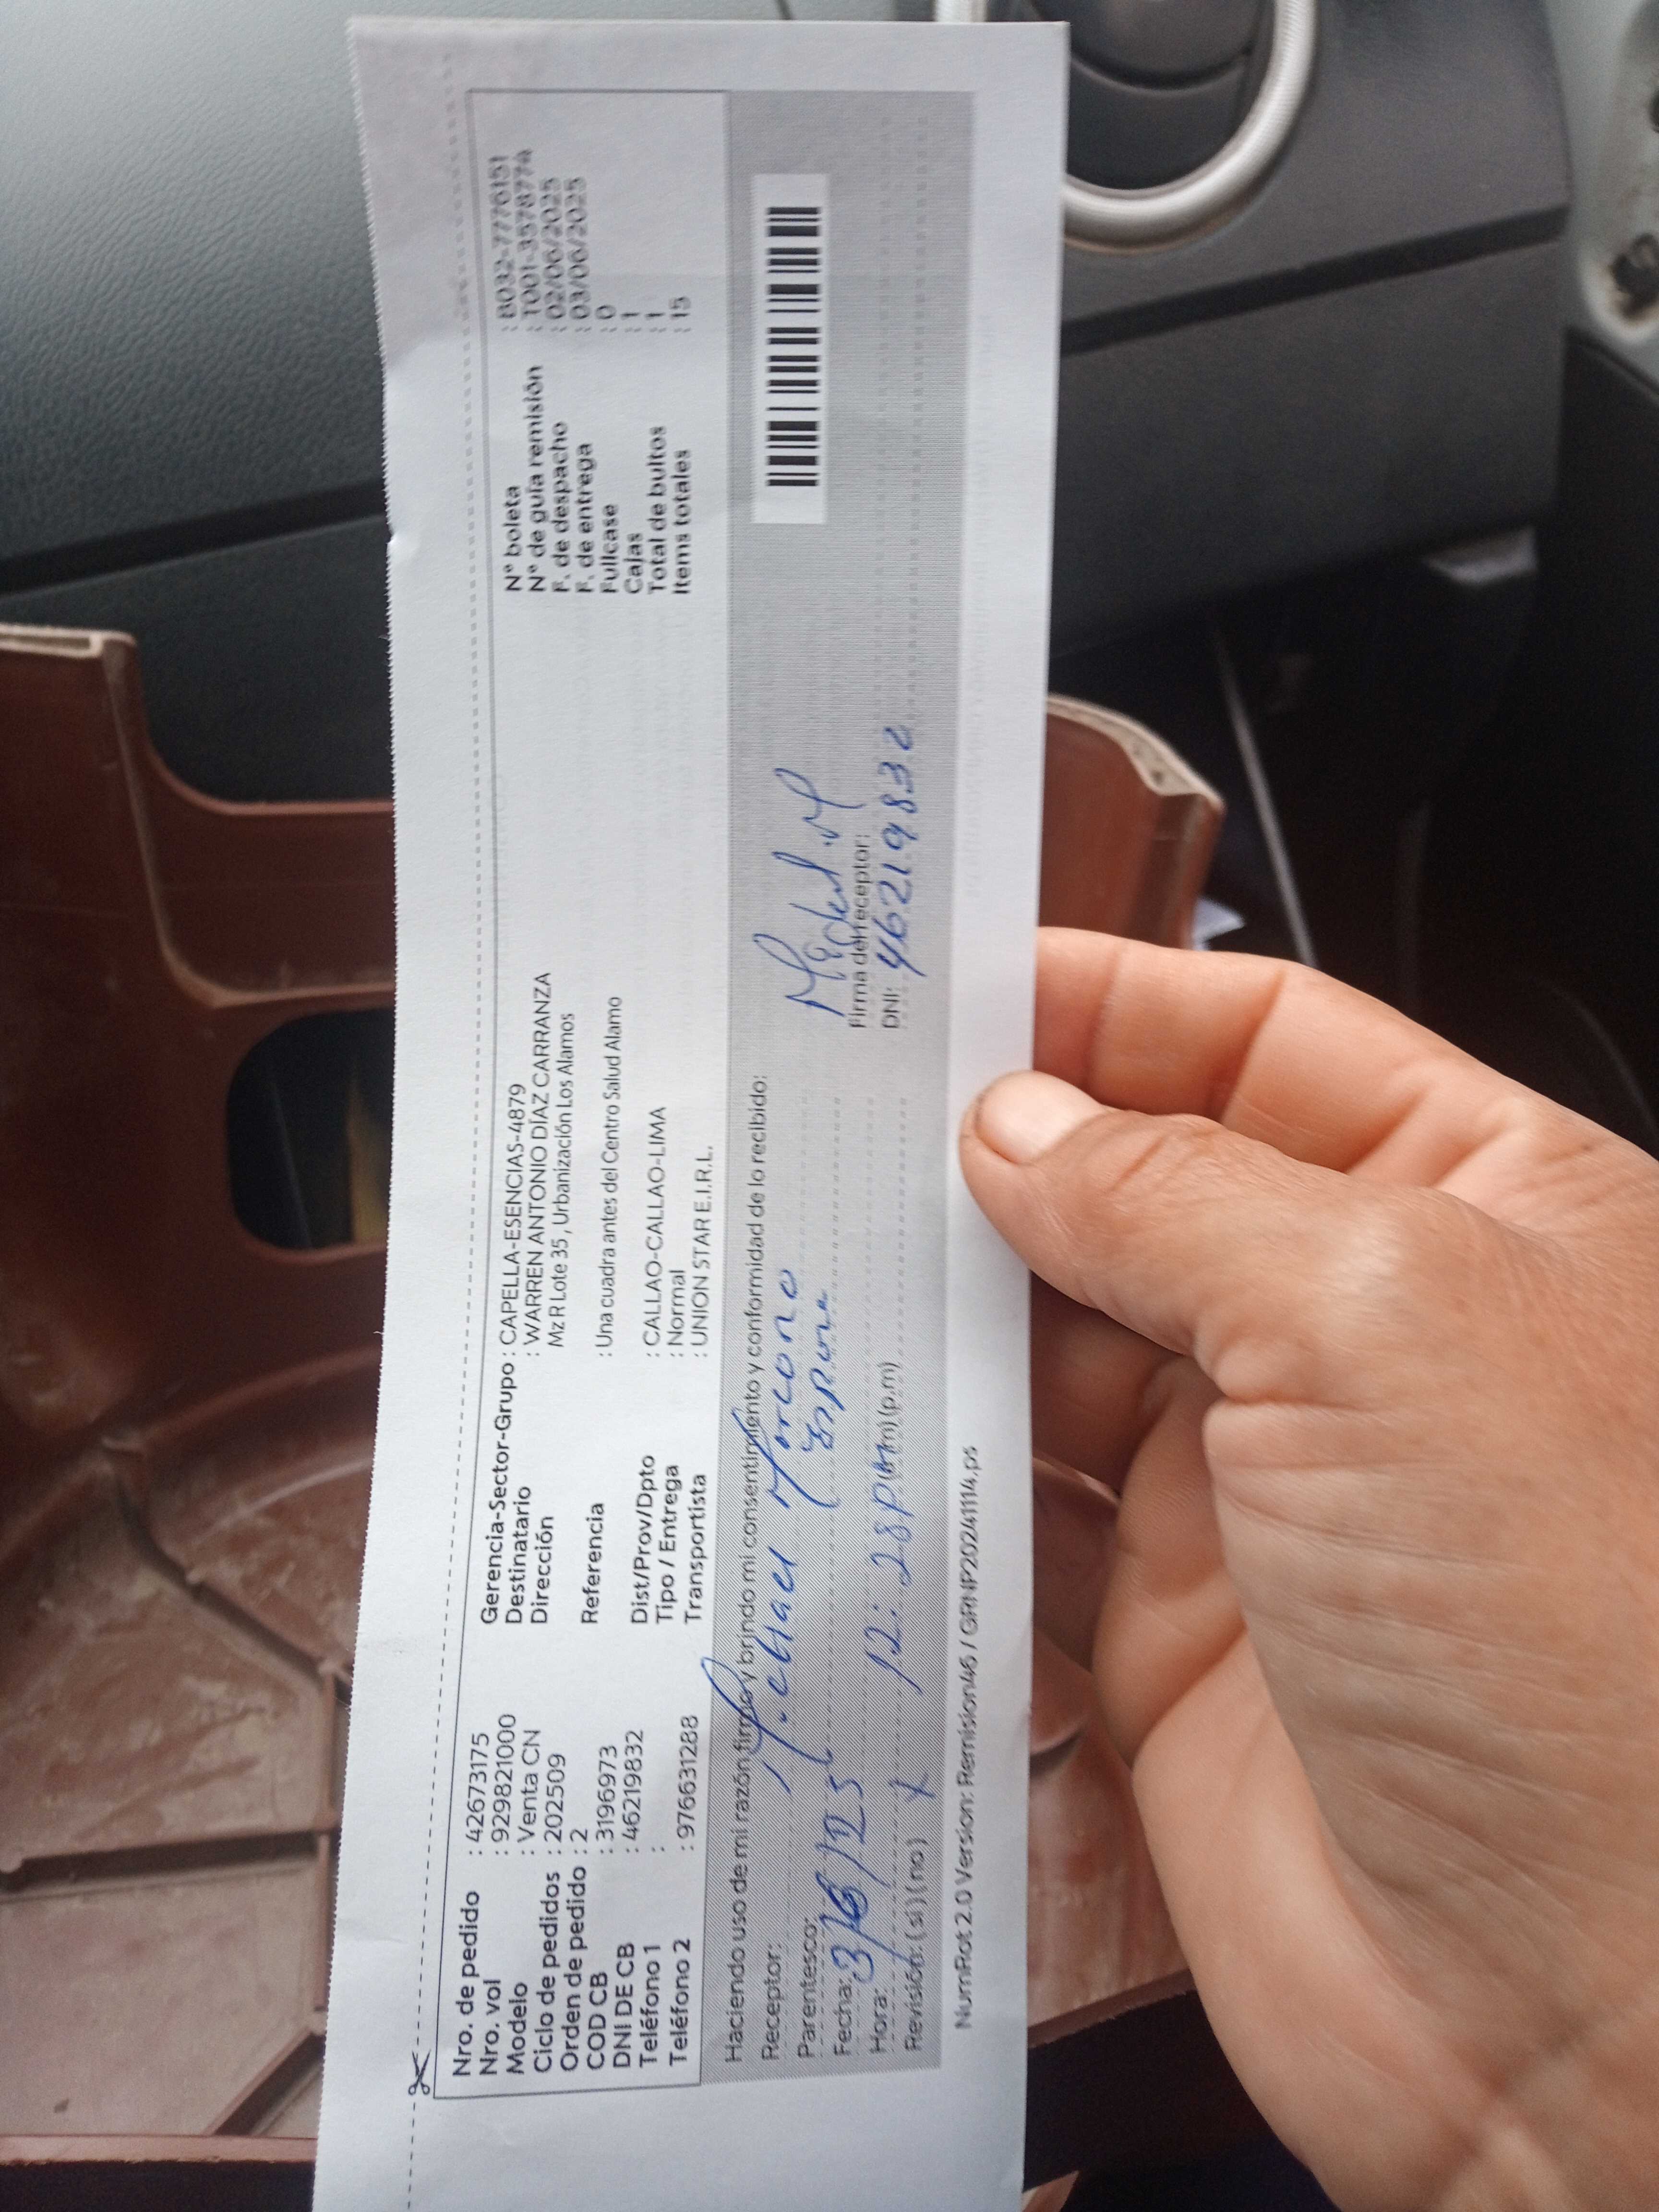 Nro. de pedido : 42673175
Nro. vol : 929821000
Modelo : Venta CN
Ciclo de pedidos : 202509
Orden de pedido : 2
COD CB : 3196973
DNI DE CB : 46219832
Teléfono 1 :
Teléfono 2 : 976631288
Gerencia-Sector-Grupo : CAPELLA-ESENCIAS-4879
Destinatario : WARREN ANTONIO DÍAZ CARRANZA
Dirección Mz R Lote 35 , Urbanización Los Alamos
Referencia : Una cuadra antes del Centro Salud Alamo
Dist/Prov/Dpto : CALLAO-CALLAO-LIMA
Tipo / Entrega : Normal
Transportista : UNION STAR E.I.R.L.
N° boleta : B032-7776151
N° de guía remisión : T001-35787774
F. de despacho : 02/06/2025
F. de entrega : 03/06/2025
Fullcase : 0
Cajas : 1
Total de bultos : 1
Items totales : 15
Haciendo uso de mi razón firmo y brindo mi consentimiento y conformidad de lo recibido:
Receptor:
Parentesco:
Fecha: 3/6/25
Hora: 12:28 pm (p.m)
Revisión: (si) (no) x
Firma del receptor:
DNI: 46219832
NumRot 2.0 Version: Remision46 / GRNP20241114.ps